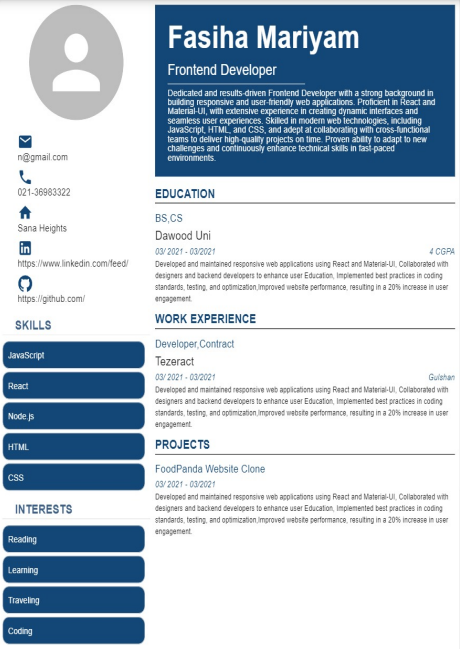 n@gmail.com
021-36983322
Sana Heights
https://www.linkedin.com/feed/
https://github.com/
SKILLS
JavaScript
React
Node.js
HTML
CSS
INTERESTS
Reading
Learning
Traveling
Coding
Fasiha Mariyam
Frontend Developer
Dedicated and results-driven Frontend Developer with a strong background in
building responsive and user-friendly web applications. Proficient in React and
Material-UI, with extensive experience in creating dynamic interfaces and
seamless user experiences. Skilled in modern web technologies, including
JavaScript, HTML, and CSS, and adept at collaborating with cross-functional
teams to deliver high-quality projects on time. Proven ability to adapt to new
challenges and continuously enhance technical skills in fast-paced
environments.
EDUCATION
BS,CS
Dawood Uni
03/ 2021 - 03/2021 4 CGPA
Developed and maintained responsive web applications using React and Material-UI, Collaborated with
designers and backend developers to enhance user Education, Implemented best practices in coding
standards, testing, and optimization,Improved website performance, resulting in a 20% increase in user
engagement.
WORK EXPERIENCE
Developer,Contract
Tezeract
03/ 2021 - 03/2021 Gulshan
Developed and maintained responsive web applications using React and Material-UI, Collaborated with
designers and backend developers to enhance user Education, Implemented best practices in coding
standards, testing, and optimization,Improved website performance, resulting in a 20% increase in user
engagement.
PROJECTS
FoodPanda Website Clone
03/ 2021 - 03/2021
Developed and maintained responsive web applications using React and Material-UI, Collaborated with
designers and backend developers to enhance user Education, Implemented best practices in coding
standards, testing, and optimization,Improved website performance, resulting in a 20% increase in user
engagement.